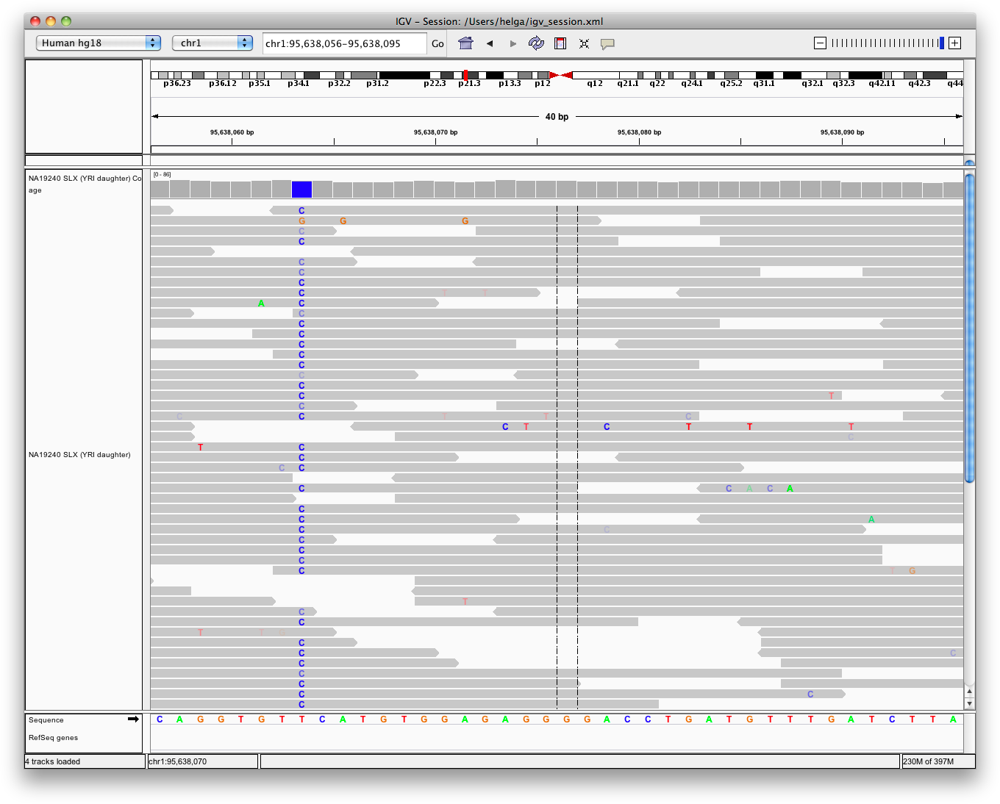 IGV - Session: /Users/helga/igv_session.xml
Human hg18 chr1 chr1:95,638,056-95,638,095 Go
p36.23 p36.12 p35.1 p34.1 p32.2 p31.2 p22.3 p21.3 p13.3 p12 q12 q21.1 q22 q24.1 q25.2 q31.1 q32.1 q32.3 q42.11 q42.3 q44
40 bp
95,638,060 bp 95,638,070 bp 95,638,080 bp 95,638,090 bp
NA19240 SLX (YRI daughter) Co
age
[0 - 86]
C
G G G
C
C
C
C
C
C T T
A C
C
C
C
C
C
C
C
C
C T
C
C C T T C
C T C T T T
C
T C
C
C C
C C A C A
C
C A
C C
C
C
C
C T G
T
C
C
T T G
C
C C
C
C
C
C C
C
NA19240 SLX (YRI daughter)
Sequence C A G G T G T T C A T G T G G A G A G G G G A C C T G A T G T T T G A T C T T A
RefSeq genes
4 tracks loaded chr1:95,638,070 230M of 397M